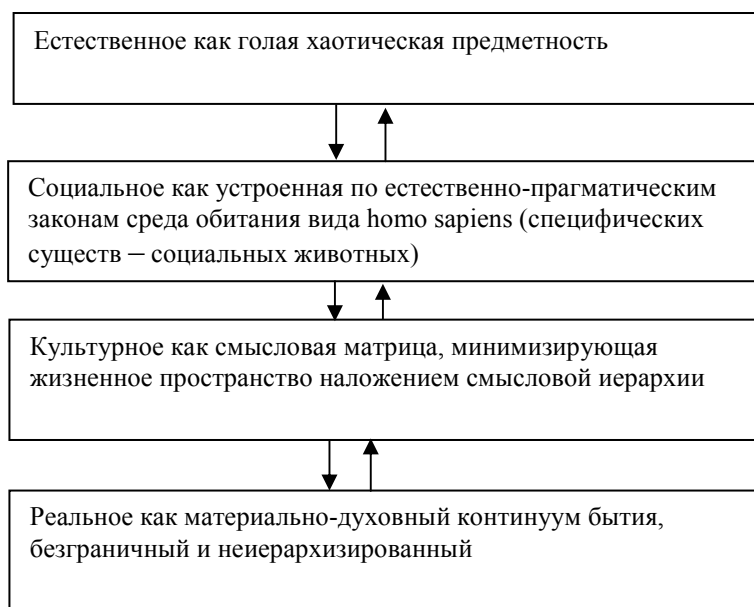 Естественное как голая хаотическая предметность
Социальное как устроенная по естественно-прагматическим
законам среда обитания вида homo sapiens (специфических
существ – социальных животных)
Культурное как смысловая матрица, минимизирующая
жизненное пространство наложением смысловой иерархии
Реальное как материально-духовный континуум бытия,
безграничный и неиерархизированный